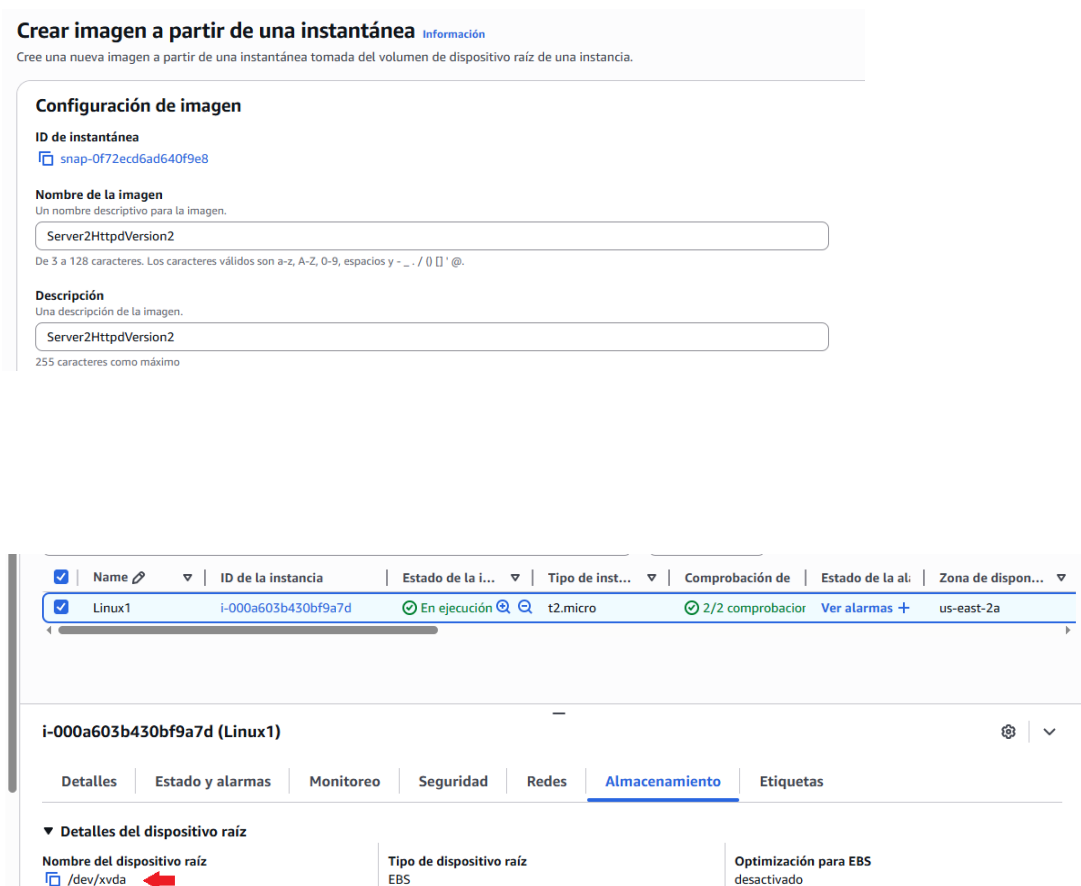 Crear imagen a partir de una instantánea Información
Cree una nueva imagen a partir de una instantánea tomada del volumen de dispositivo raíz de una instancia.
Configuración de imagen
ID de instantánea
snap-0f72ecd6ad640f9e8
Nombre de la imagen
Un nombre descriptivo para la imagen.
Server2HttpdVersion2
De 3 a 128 caracteres. Los caracteres válidos son a-z, A-Z, 0-9, espacios y - _ . / () [] ' @.
Descripción
Una descripción de la imagen.
Server2HttpdVersion2
255 caracteres como máximo
Name ID de la instancia Estado de la i... Tipo de inst... Comprobación de Estado de la al: Zona de dispon...
Linux1 i-000a603b430bf9a7d En ejecución t2.micro 2/2 comprobacior Ver alarmas + us-east-2a
i-000a603b430bf9a7d (Linux1)
Detalles Estado y alarmas Monitoreo Seguridad Redes Almacenamiento Etiquetas
Detalles del dispositivo raíz
Nombre del dispositivo raíz Tipo de dispositivo raíz Optimización para EBS
/dev/xvda EBS desactivado